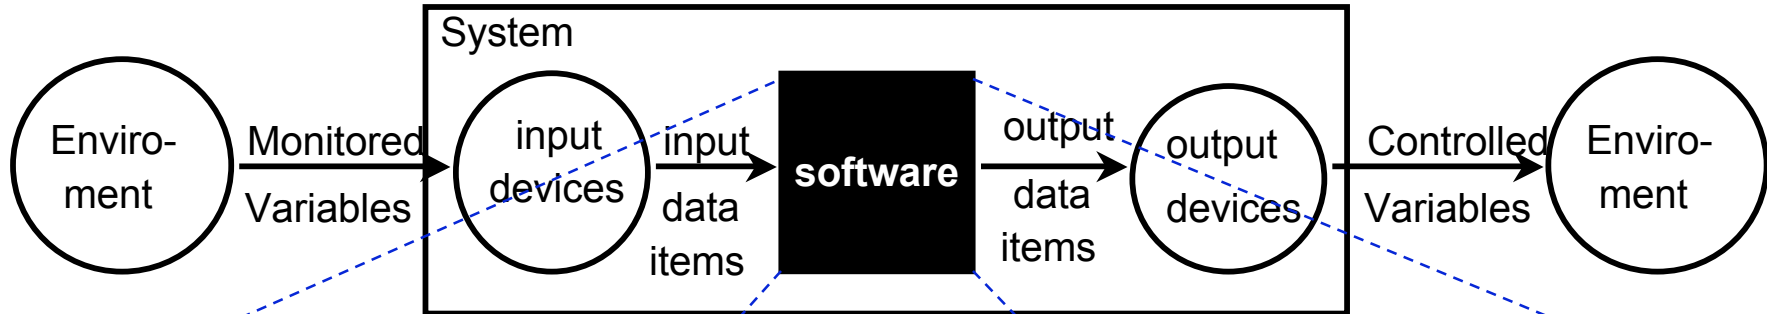 System
Enviro-
ment
Monitored
Variables
input
devices
input
data
items
software
output
data
items
output
devices
Controlled
Variables
Enviro-
ment